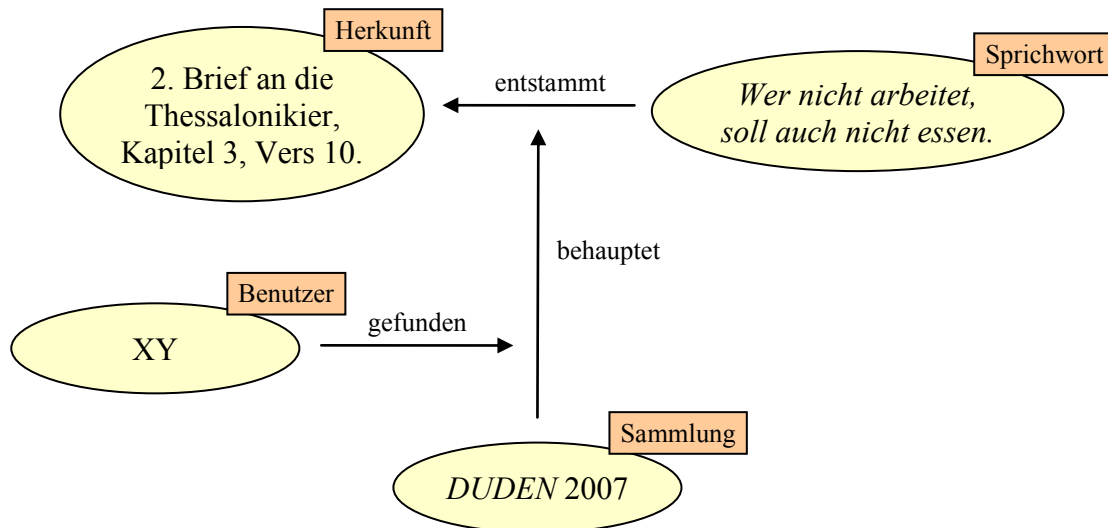 Herkunft
2. Brief an die
Thessalonikier,
Kapitel 3, Vers 10.
entstammt
Sprichwort
Wer nicht arbeitet,
soll auch nicht essen.
behauptet
Benutzer
XY
gefunden
Sammlung
DUDEN 2007